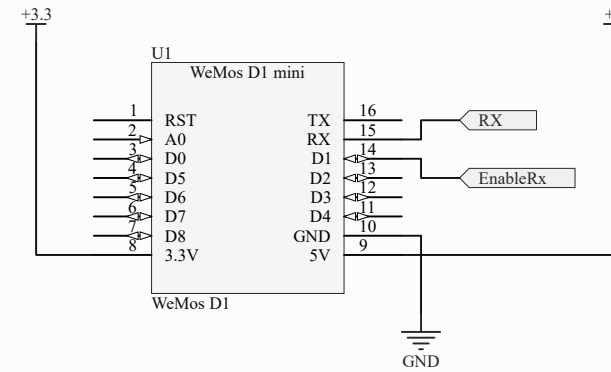 +3.3
+
U1
WeMos D1 mini
1 RST TX 16
2 A0 RX 15 RX
3 D0 D1 14
4 D5 D2 13 EnableRx
5 D6 D3 12
6 D7 D4 11
7 D8 GND 10
8 3.3V 5V 9
WeMos D1
GND